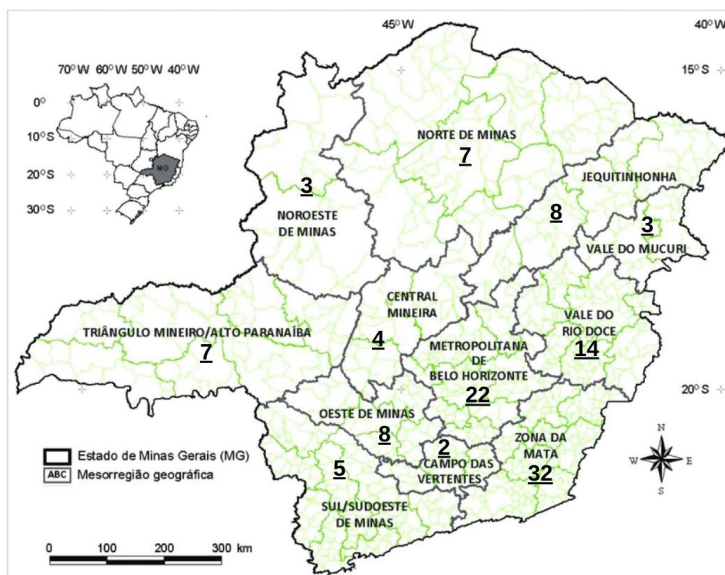 45° W
40° W
70° W 60° W 50° W 40° W
15° S
0°
10° S
20° S
30° S
MG
NORTE DE MINAS
7
JEQUITINHONHA
3
8
3
NOROESTE
DE MINAS
VALE DO MUCURI
CENTRAL
MINEIRA
VALE DO
RIO DOCE
TRIÂNGULO MINEIRO/ALTO PARANAÍBA
7
4
14
METROPOLITANA
DE
BELO HORIZONTE
22
20° S
OESTE DE MINAS
8
2
ZONA DA
MATA
32
CAMPO DAS
VERTENTES
5
SUL/SUDOESTE
DE MINAS
Estado de Minas Gerais (MG)
ABC Mesorregião geográfica
N
W E
S
0 100 200 300 km